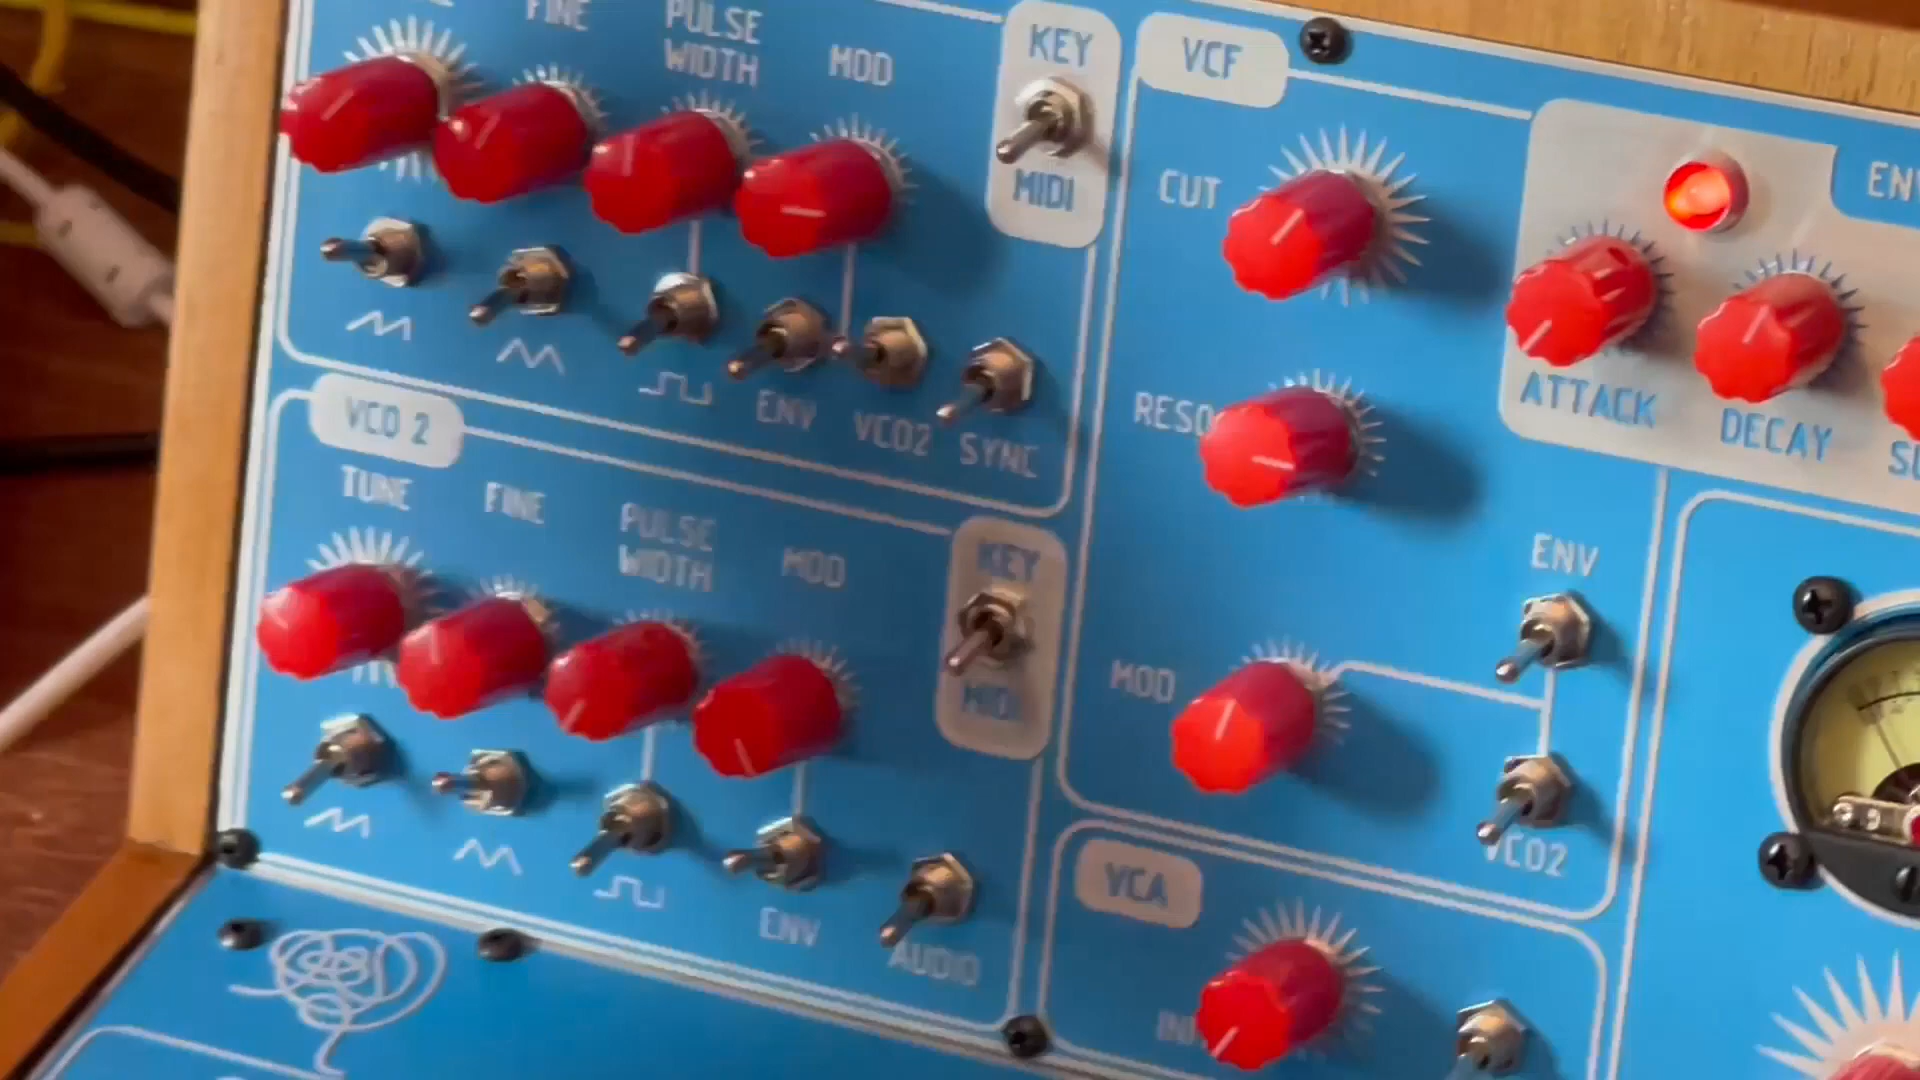 FINE
PULSE
WIDTH
MOD
KEY
MIDI
ENV
VCO2
SYNC
VCO 2
TUNE
FINE
PULSE
WIDTH
MOD
KEY
MIDI
ENV
AUDIO
VCF
CUT
RESO
MOD
ENV
VCO2
VCA
ATTACK
DECAY